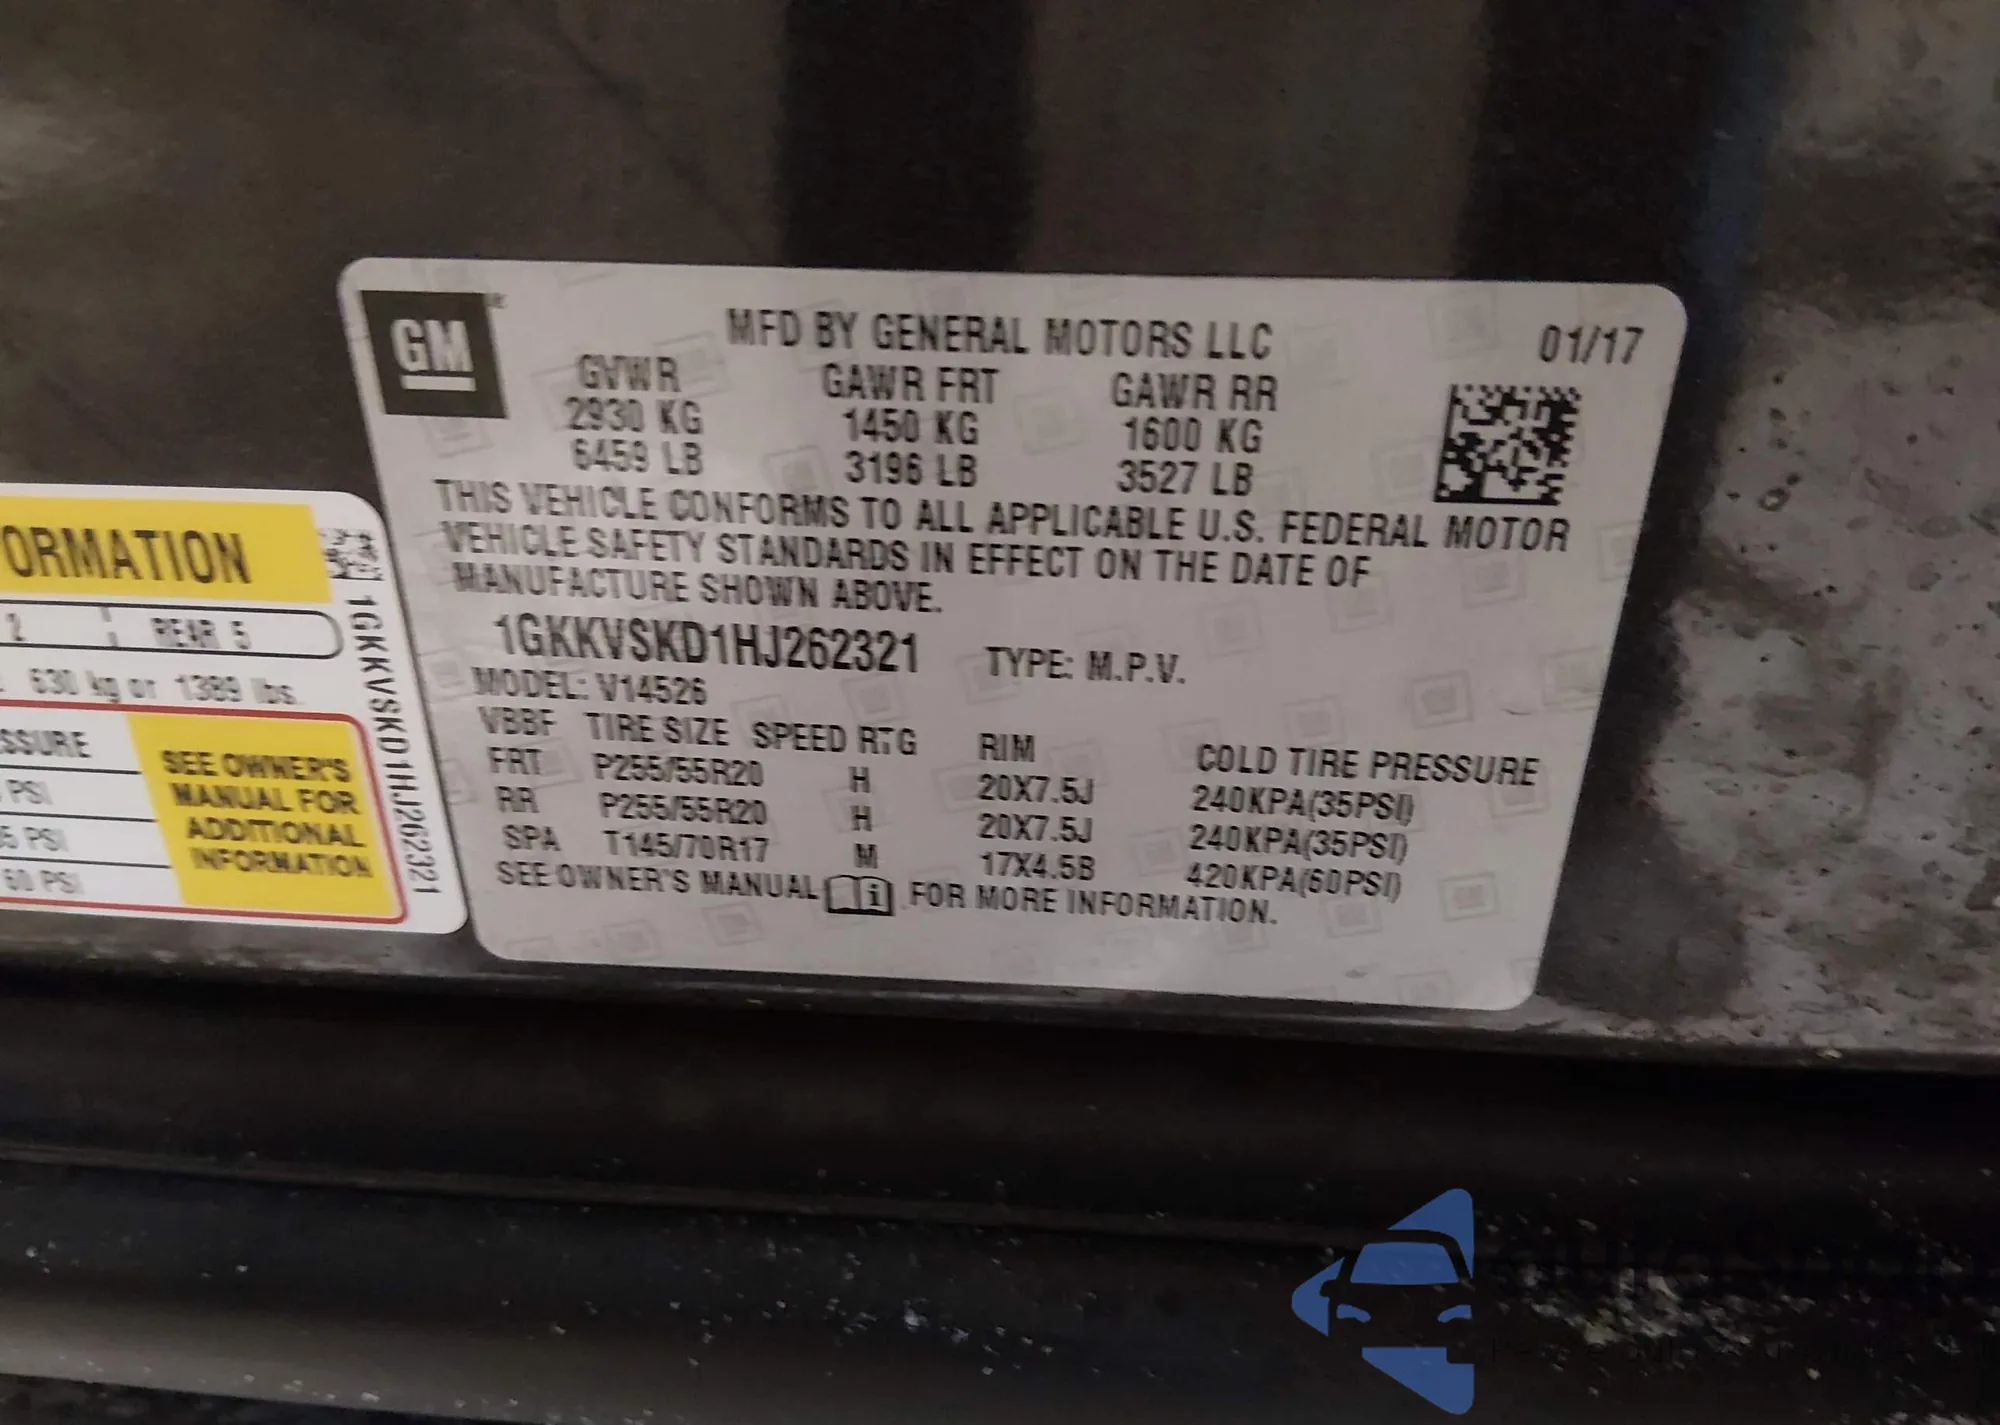 GM
MFD BY GENERAL MOTORS LLC 01/17
GVWR GAWR FRT GAWR RR
2930 KG 1450 KG 1600 KG
6459 LB 3196 LB 3527 LB
THIS VEHICLE CONFORMS TO ALL APPLICABLE U.S. FEDERAL MOTOR
VEHICLE SAFETY STANDARDS IN EFFECT ON THE DATE OF
MANUFACTURE SHOWN ABOVE.
1GKKVSKD1HJ262321 TYPE: M.P.V.
MODEL: V14526
VBBF TIRE SIZE SPEED RTG RIM COLD TIRE PRESSURE
FRT P255/55R20 H 20X7.5J 240KPA(35PSI)
RR P255/55R20 H 20X7.5J 240KPA(35PSI)
SPA T145/70R17 M 17X4.5B 420KPA(60PSI)
SEE OWNER'S MANUAL i FOR MORE INFORMATION.
ORMATION
2 REAR 5
630 kg or 1389 lbs.
SSURE
PSI
5 PSI
60 PSI
SEE OWNER'S
MANUAL FOR
ADDITIONAL
INFORMATION
1GKKVSKD1HJ262321